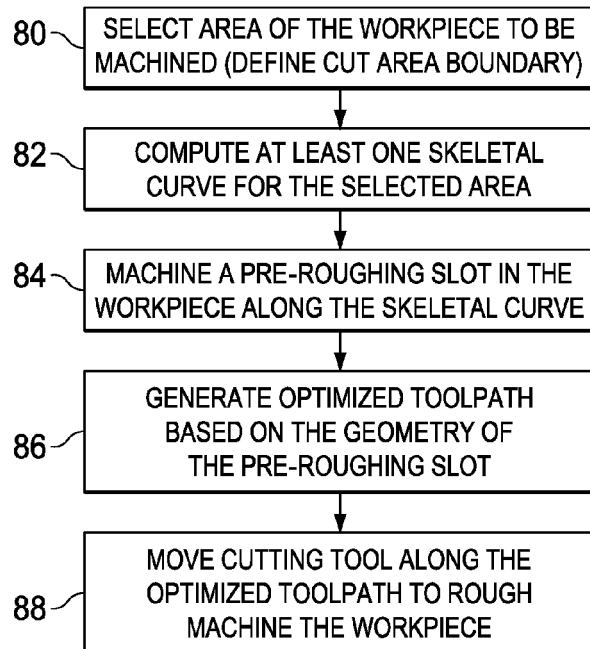 80
SELECT AREA OF THE WORKPIECE TO BE
MACHINED (DEFINE CUT AREA BOUNDARY)
82
COMPUTE AT LEAST ONE SKELETAL
CURVE FOR THE SELECTED AREA
84
MACHINE A PRE-ROUGHING SLOT IN THE
WORKPIECE ALONG THE SKELETAL CURVE
86
GENERATE OPTIMIZED TOOLPATH
BASED ON THE GEOMETRY OF
THE PRE-ROUGHING SLOT
88
MOVE CUTTING TOOL ALONG THE
OPTIMIZED TOOLPATH TO ROUGH
MACHINE THE WORKPIECE